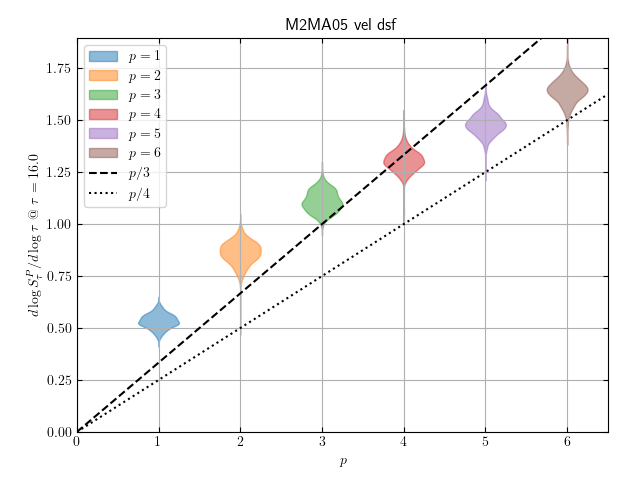 M2MA05 vel dsf
p = 1
p = 2
p = 3
p = 4
p = 5
p = 6
p/3
p/4
d log S_τ^P / d log τ @ τ = 16.0
1.75
1.50
1.25
1.00
0.75
0.50
0.25
0.00
0 1 2 3 4 5 6
p